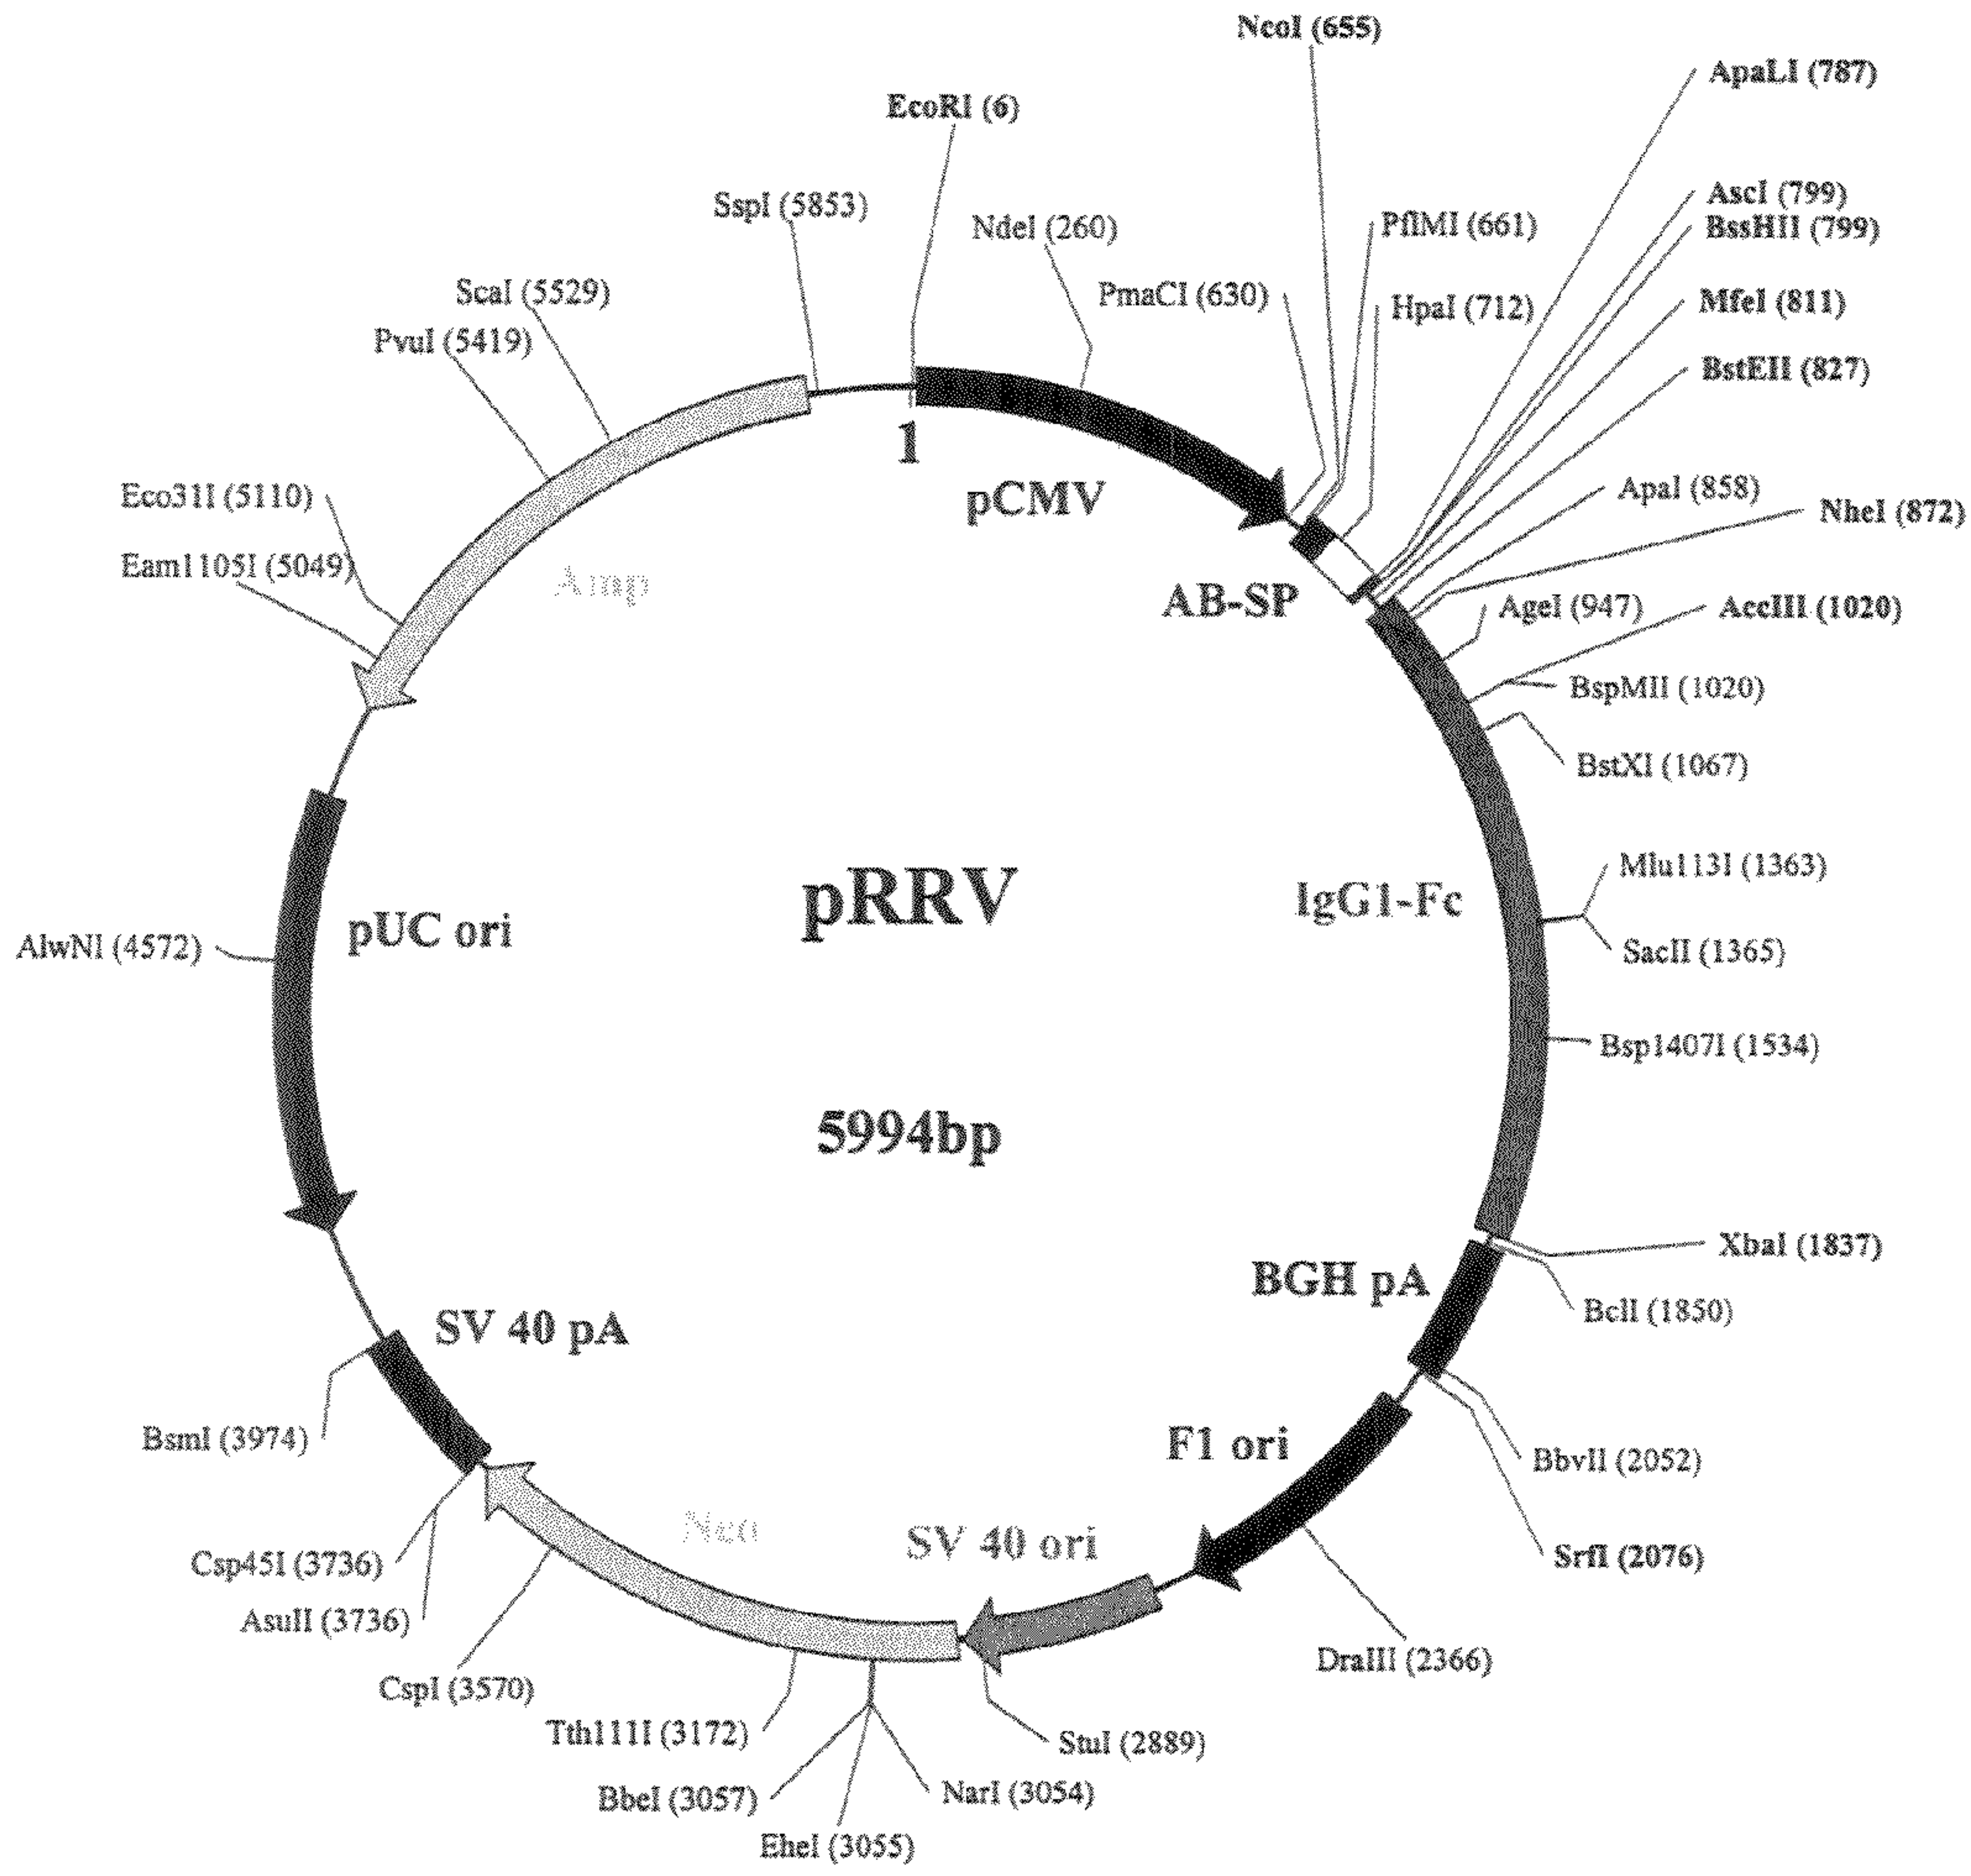 NcoI (655)
ApaLI (787)
EcoRI (6)
AscI (799)
SspI (5853)
NdeI (260)
PflMI (661)
BssHII (799)
ScaI (5529)
PmaCI (630)
HpaI (712)
MfeI (811)
PvuI (5419)
BstEII (827)
1
pCMV
Eco31I (5110)
ApaI (858)
NheI (872)
Eam1105I (5049)
Amp
AB-SP
AgeI (947)
AccIII (1020)
BspMII (1020)
BstXI (1067)
pRRV
IgG1-Fc
Mlu113I (1363)
AlwNI (4572)
pUC ori
SacII (1365)
Bsp1407I (1534)
5994bp
XbaI (1837)
BGH pA
BclI (1850)
SV 40 pA
BsmI (3974)
F1 ori
BbvII (2052)
Neo
SV 40 ori
Csp45I (3736)
SrfI (2076)
AsuII (3736)
CspI (3570)
DraIII (2366)
Tth111I (3172)
StuI (2889)
BbeI (3057)
NarI (3054)
EheI (3055)